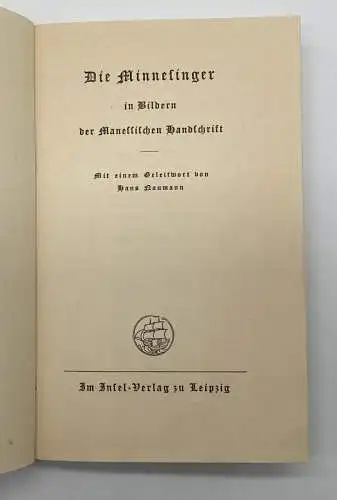 Die Minneſinger
in Bildern
der Maneſſiſchen Handſchrift
Mit einem Geleitwort von
Hans Naumann
Im Inſel-Verlag zu Leipzig